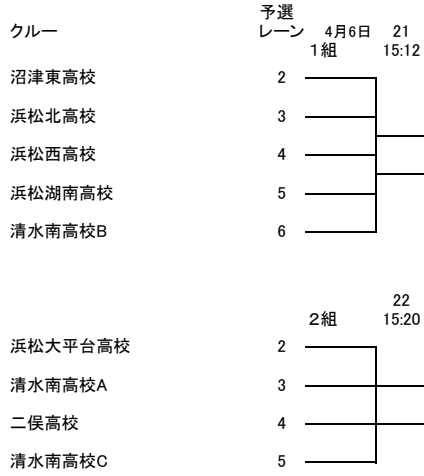 予選
クルー レーン 4月6日 21
1組 15:12
沼津東高校 2
浜松北高校 3
浜松西高校 4
浜松湖南高校 5
清水南高校B 6
22
2組 15:20
浜松大平台高校 2
清水南高校A 3
二俣高校 4
清水南高校C 5